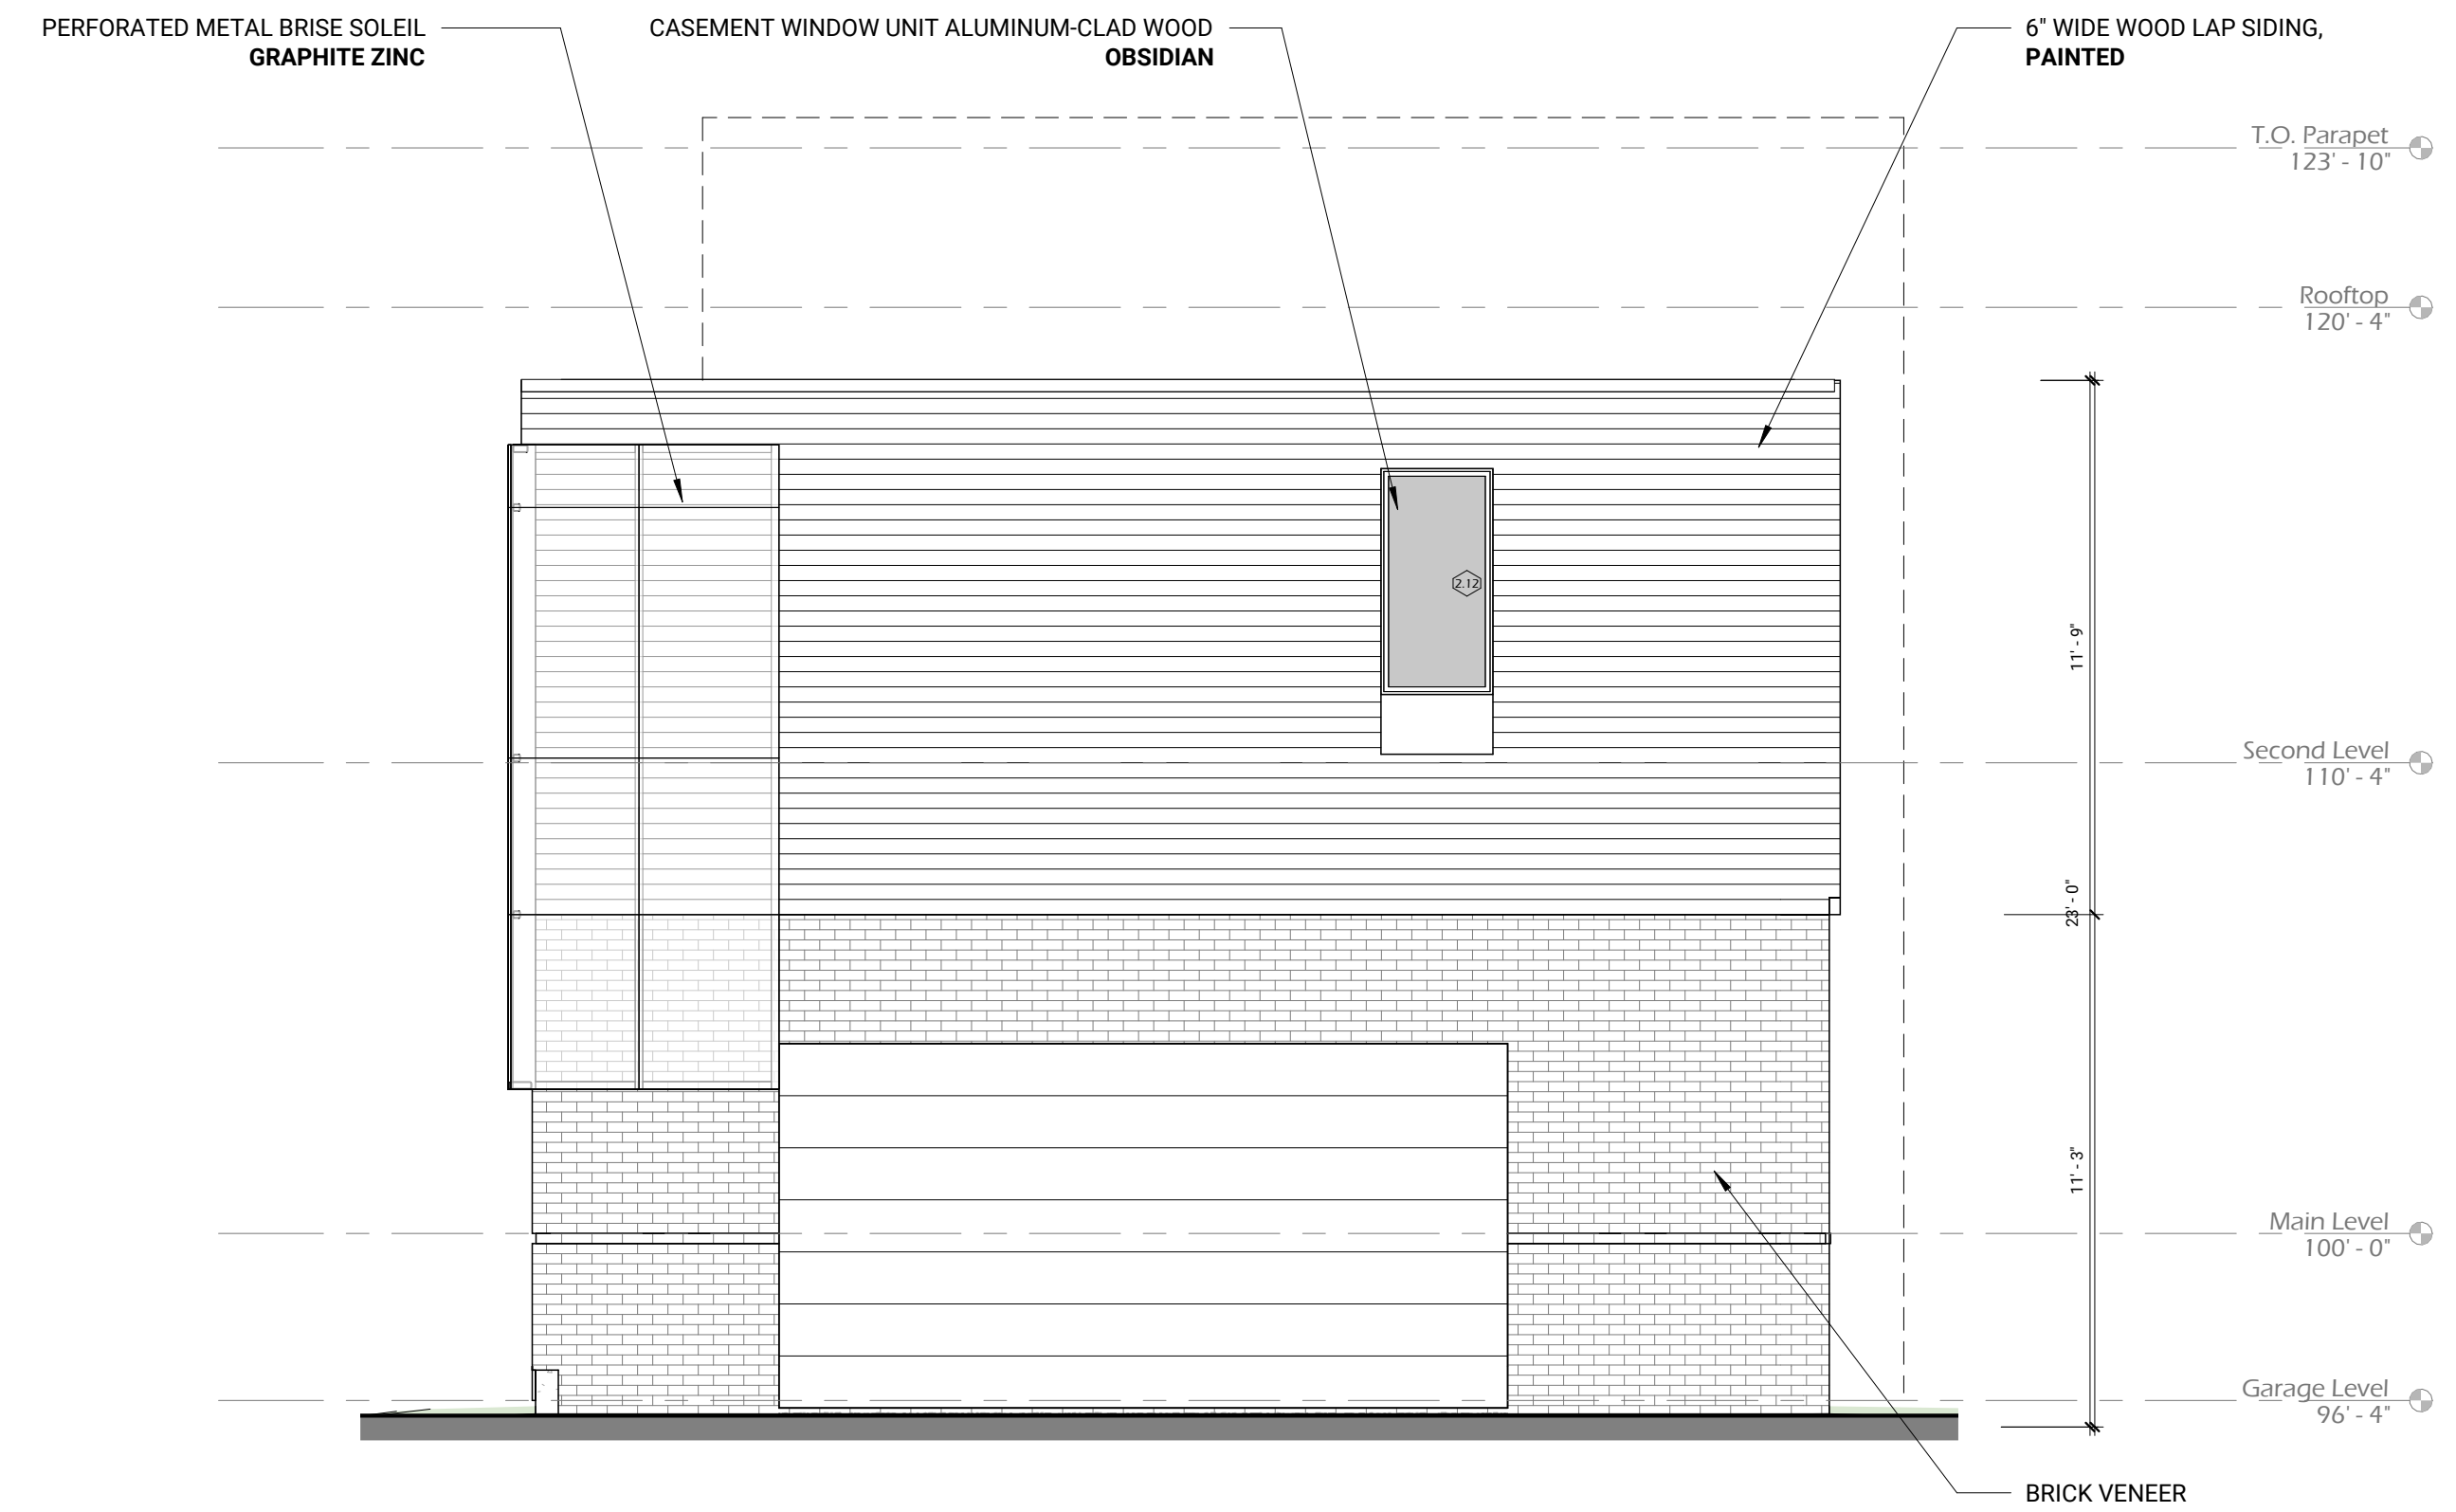 PERFORATED METAL BRISE SOLEIL
GRAPHITE ZINC
CASEMENT WINDOW UNIT ALUMINUM-CLAD WOOD
OBSIDIAN
6" WIDE WOOD LAP SIDING,
PAINTED
T.O. Parapet
123' - 10"
Rooftop
120' - 4"
2.12
11' - 9"
Second Level
110' - 4"
23' - 0"
11' - 3"
Main Level
100' - 0"
Garage Level
96' - 4"
BRICK VENEER